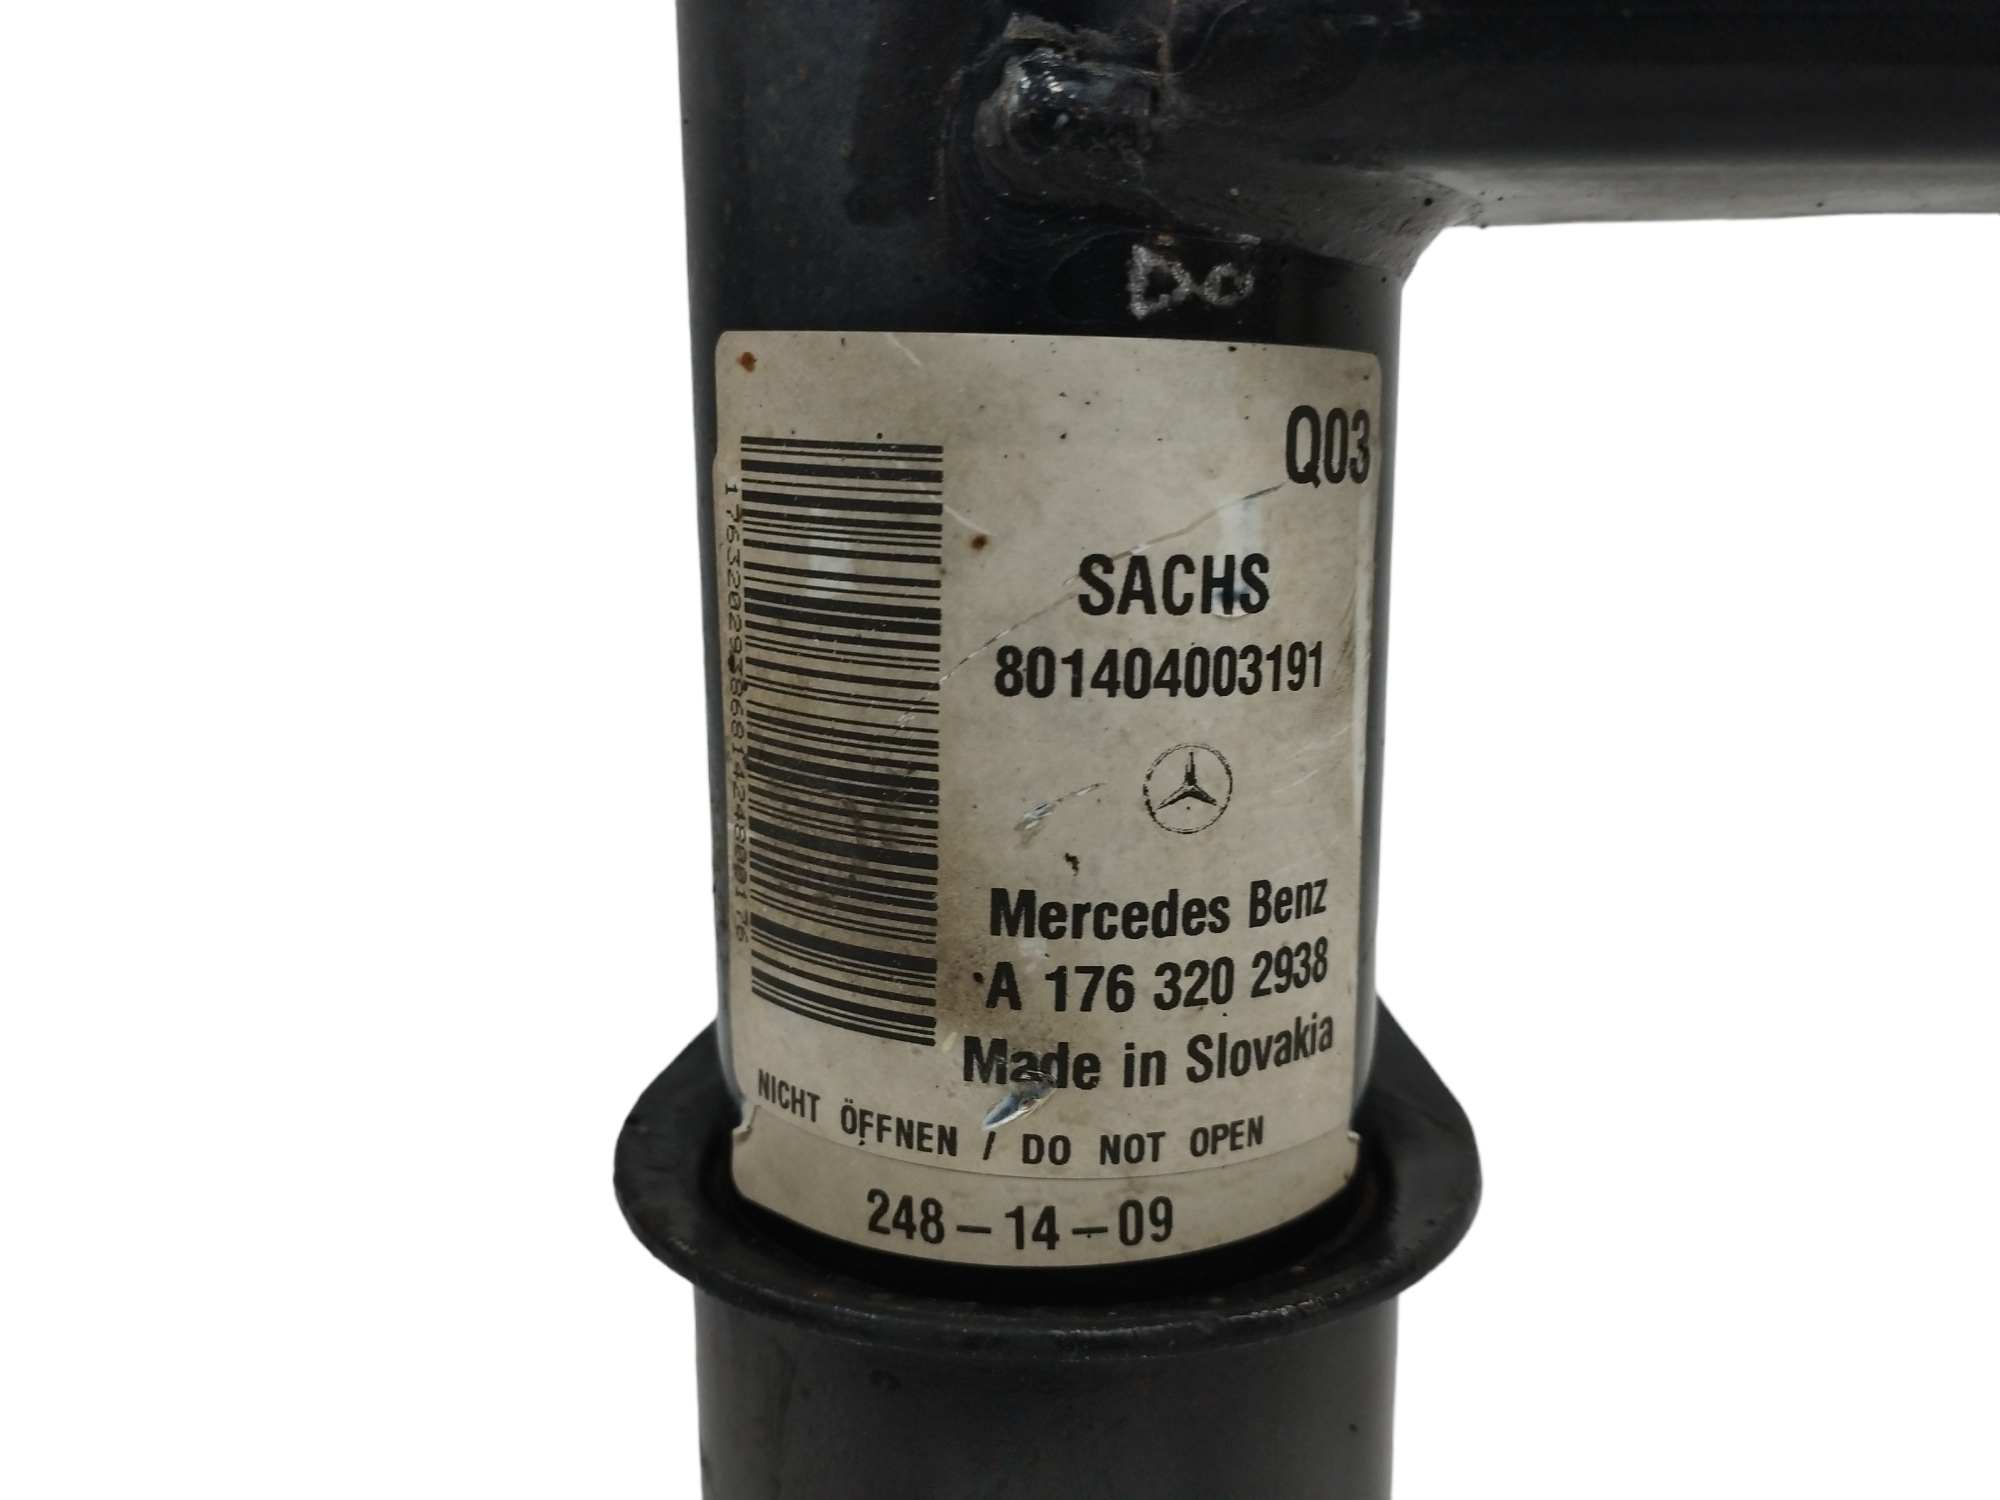 DO
Q03
SACHS
801404003191
Mercedes Benz
A 176 320 2938
Made in Slovakia
NICHT ÖFFNEN / DO NOT OPEN
248-14-09